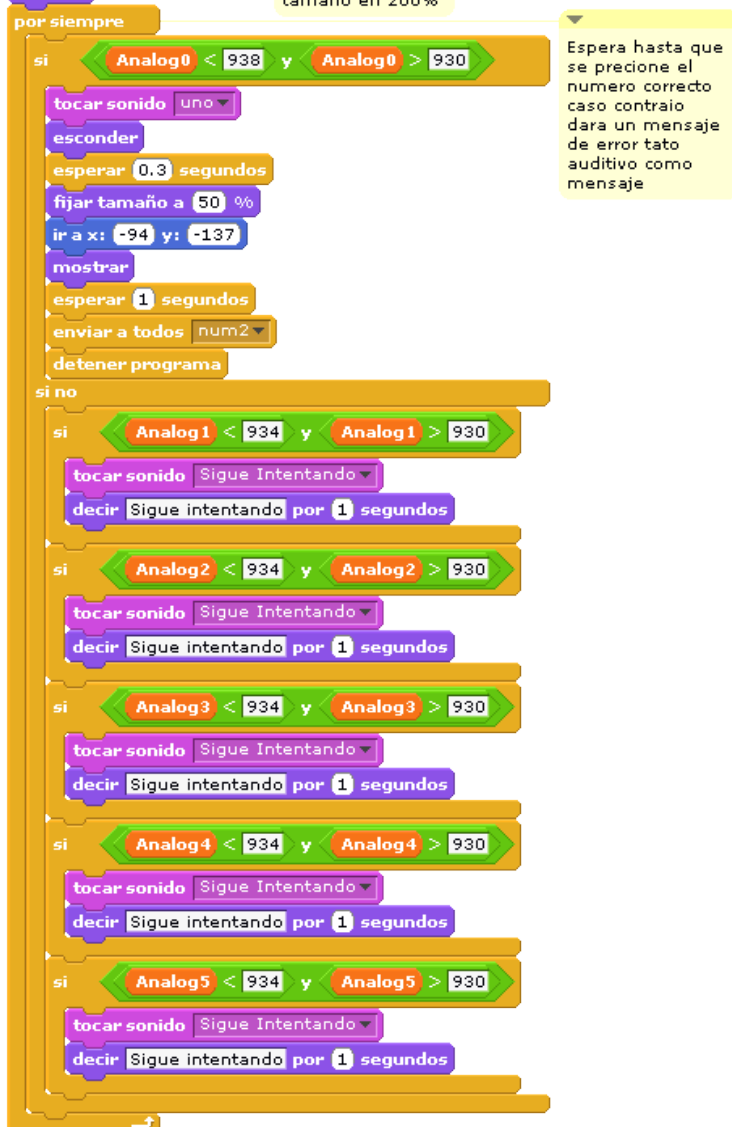 tamaño en 200%
por siempre
si Analog0 < 938 y Analog0 > 930
tocar sonido uno
esconder
esperar 0.3 segundos
fijar tamaño a 50 %
ir a x: -94 y: -137
mostrar
esperar 1 segundos
enviar a todos num2
detener programa
si no
si Analog1 < 934 y Analog1 > 930
tocar sonido Sigue Intentando
decir Sigue intentando por 1 segundos
si Analog2 < 934 y Analog2 > 930
tocar sonido Sigue Intentando
decir Sigue intentando por 1 segundos
si Analog3 < 934 y Analog3 > 930
tocar sonido Sigue Intentando
decir Sigue intentando por 1 segundos
si Analog4 < 934 y Analog4 > 930
tocar sonido Sigue Intentando
decir Sigue intentando por 1 segundos
si Analog5 < 934 y Analog5 > 930
tocar sonido Sigue Intentando
decir Sigue intentando por 1 segundos
Espera hasta que
se precione el
numero correcto
caso contraio
dara un mensaje
de error tato
auditivo como
mensaje